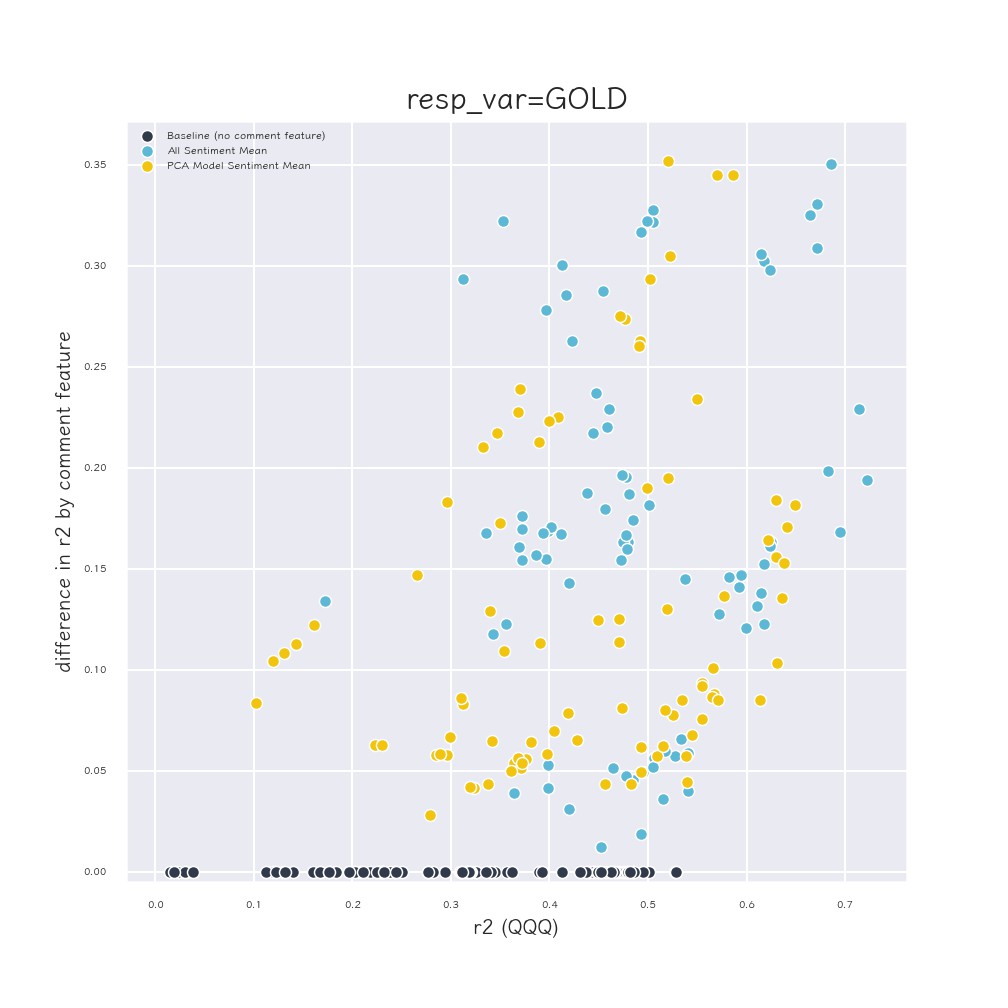 resp_var=GOLD
Baseline (no comment feature)
All Sentiment Mean
PCA Model Sentiment Mean
difference in r2 by comment feature
0.35
0.30
0.25
0.20
0.15
0.10
0.05
0.00
0.0 0.1 0.2 0.3 0.4 0.5 0.6 0.7
r2 (QQQ)